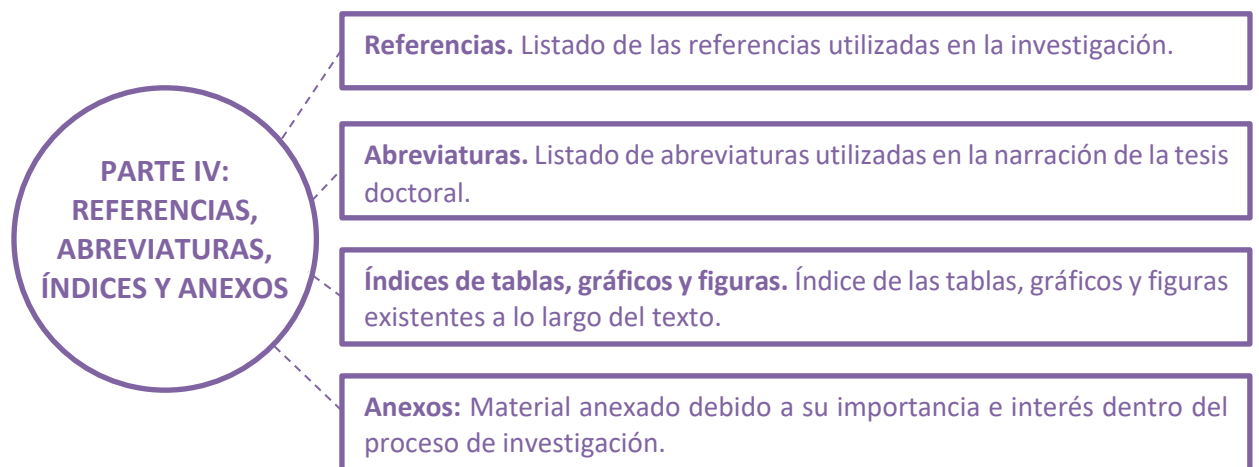 PARTE IV:
REFERENCIAS,
ABREVIATURAS,
ÍNDICES Y ANEXOS
Referencias. Listado de las referencias utilizadas en la investigación.
Abreviaturas. Listado de abreviaturas utilizadas en la narración de la tesis
doctoral.
Índices de tablas, gráficos y figuras. Índice de las tablas, gráficos y figuras
existentes a lo largo del texto.
Anexos: Material anexado debido a su importancia e interés dentro del
proceso de investigación.